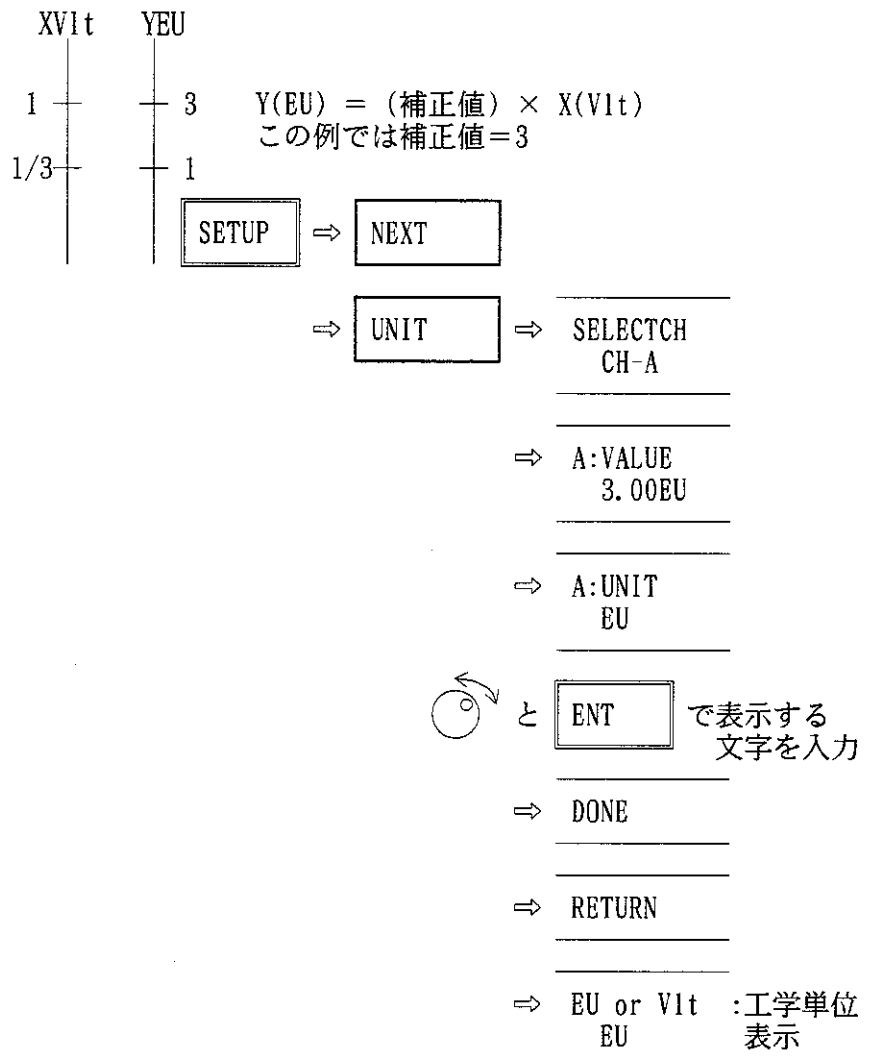 XVlt YEU
1 3 Y(EU) = (補正値) × X(Vlt)
この例では補正値=3
1/3 1
SETUP ⇨ NEXT
⇨ UNIT ⇨ SELECTCH
CH-A
⇨ A:VALUE
3.00EU
⇨ A:UNIT
EU
と ENT で表示する
文字を入力
⇨ DONE
⇨ RETURN
⇨ EU or Vlt :工学単位
EU 表示